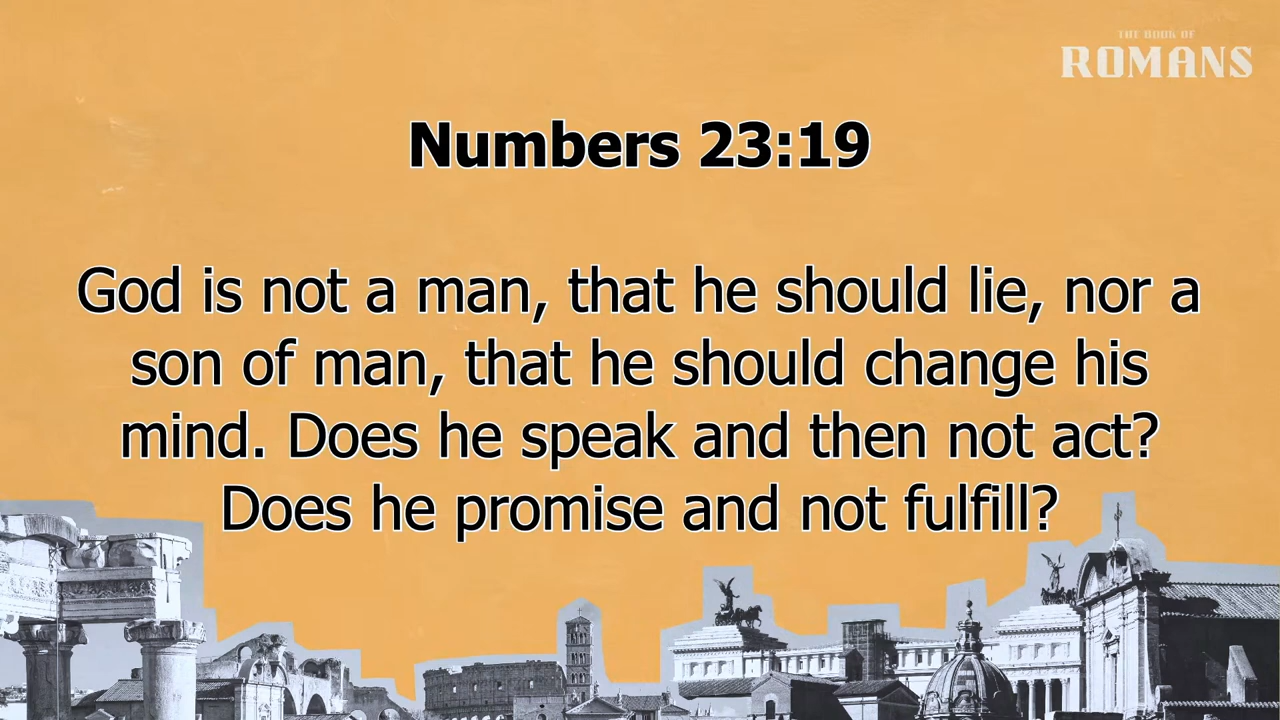 THE BOOK OF
ROMANS
Numbers 23:19
God is not a man, that he should lie, nor a
son of man, that he should change his
mind. Does he speak and then not act?
Does he promise and not fulfill?